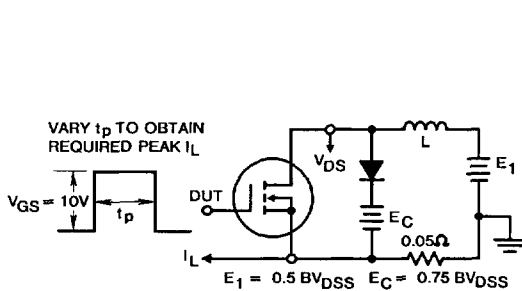 VARY tp TO OBTAIN
REQUIRED PEAK IL
VGS = 10V
tp
DUT
VDS
L
E1
EC
0.05Ω
IL
E1 = 0.5 BVDSS EC = 0.75 BVDSS